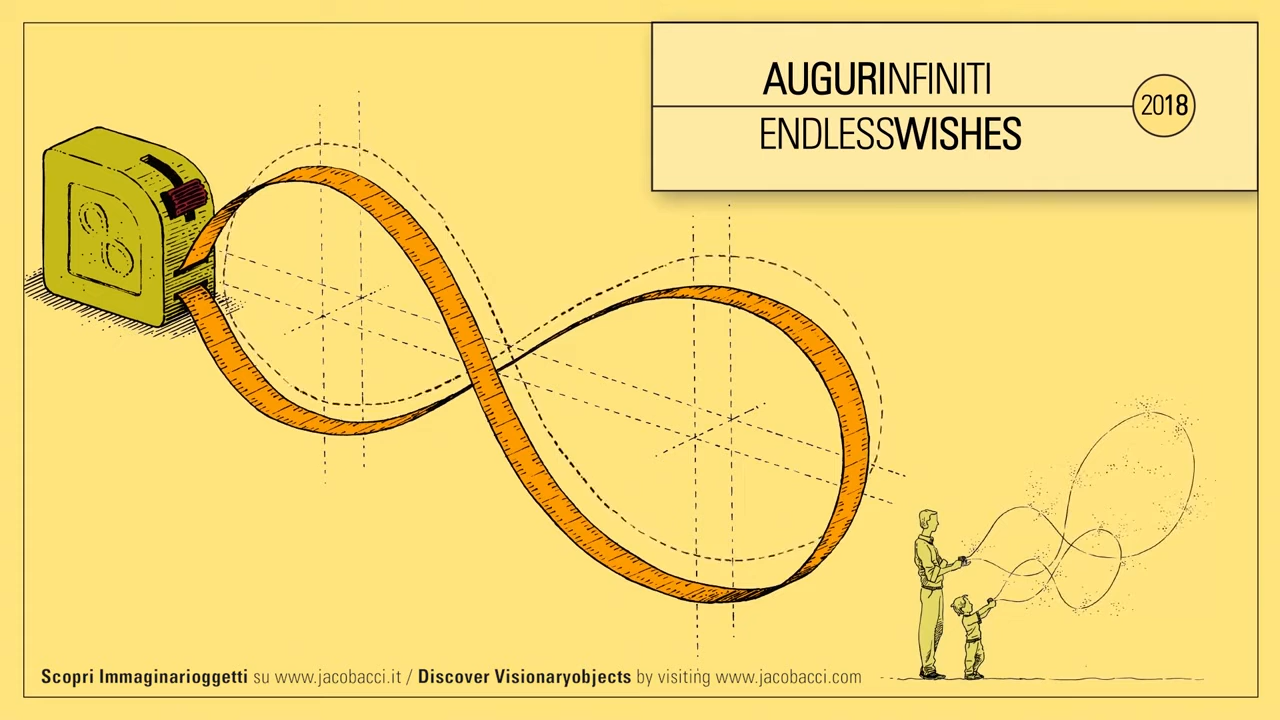 AUGURINFINITI
2018
ENDLESSWISHES
Scopri Immaginarioggetti su www.jacobacci.it / Discover Visionaryobjects by visiting www.jacobacci.com